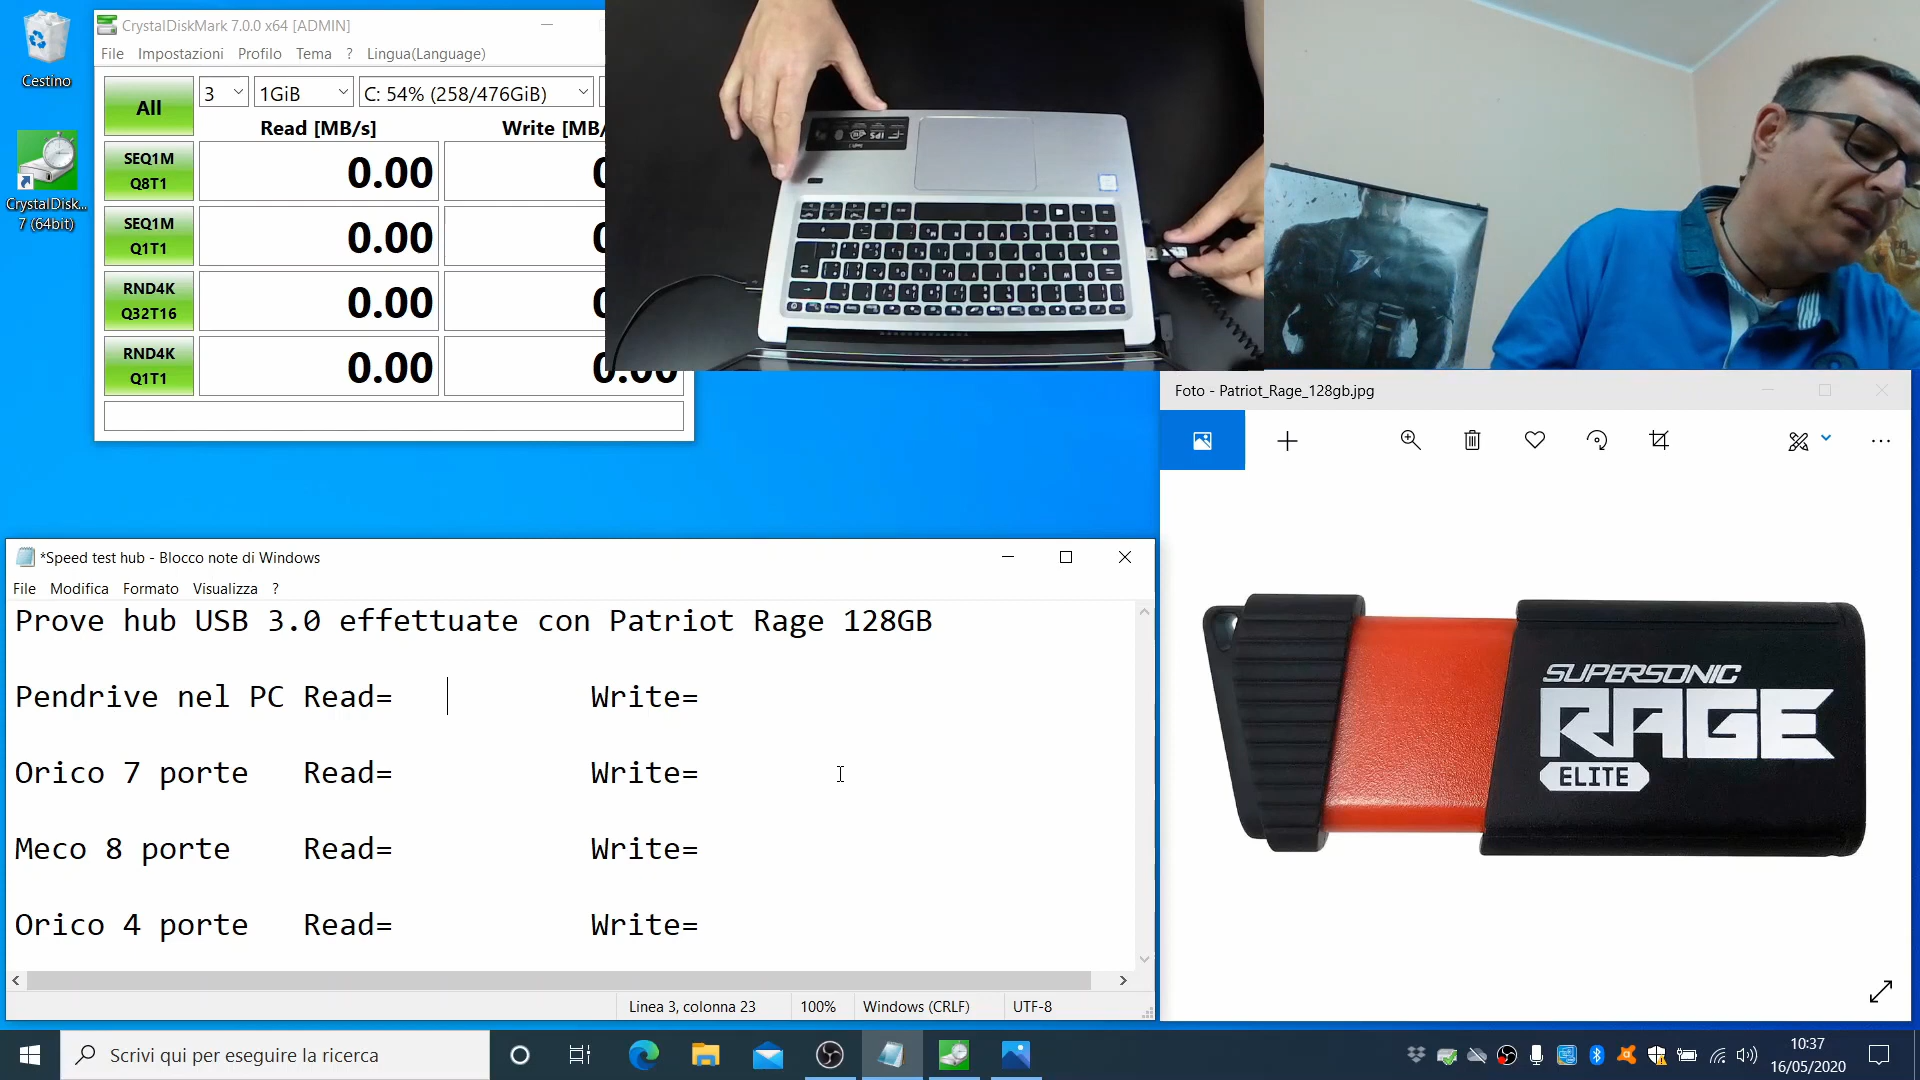 Cestino
CrystalDisk...
7 (64bit)
CrystalDiskMark 7.0.0 x64 [ADMIN]
File Impostazioni Profilo Tema ? Lingua(Language)
All 3 1GiB C: 54% (258/476GiB)
Read [MB/s] Write [MB/
SEQ1M
Q8T1
0.00
SEQ1M
Q1T1
0.00
RND4K
Q32T16
0.00
RND4K
Q1T1
0.00 0.00
Foto - Patriot_Rage_128gb.jpg
SUPERSONIC
RAGE
ELITE
*Speed test hub - Blocco note di Windows
File Modifica Formato Visualizza ?
Prove hub USB 3.0 effettuate con Patriot Rage 128GB
Pendrive nel PC Read= Write=
Orico 7 porte Read= Write=
Meco 8 porte Read= Write=
Orico 4 porte Read= Write=
Linea 3, colonna 23 100% Windows (CRLF) UTF-8
Scrivi qui per eseguire la ricerca
10:37
16/05/2020